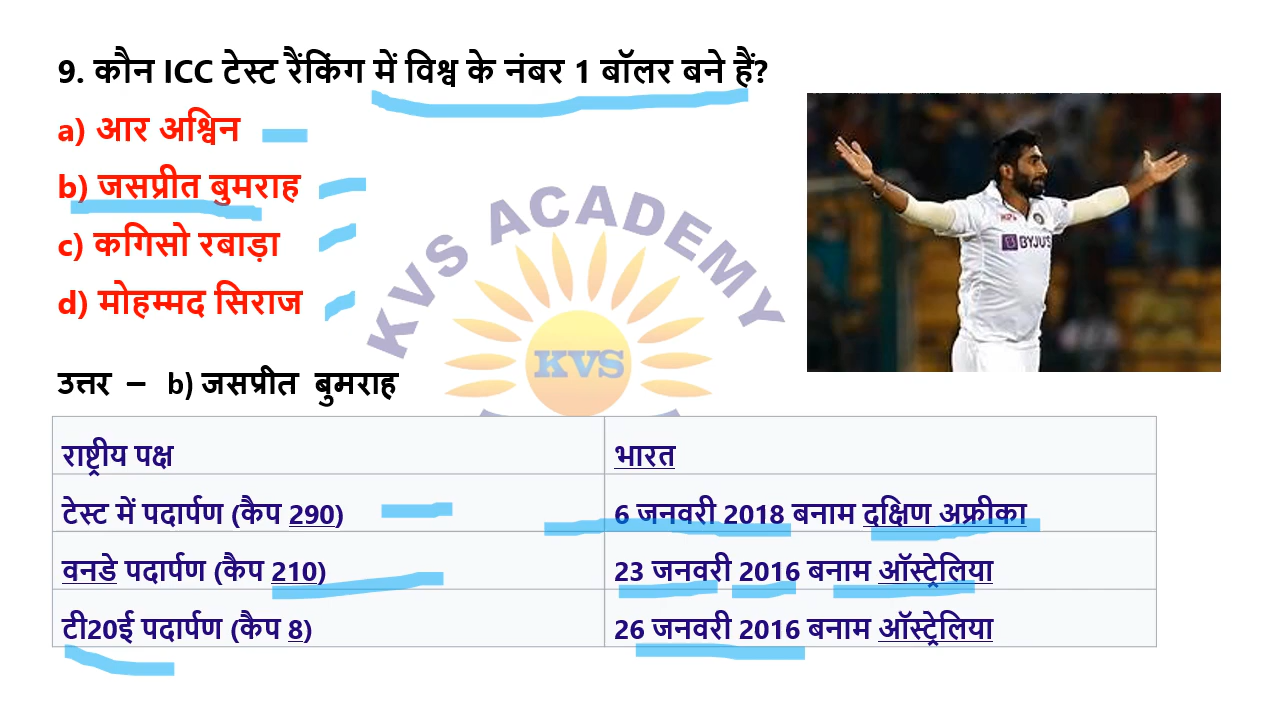 9. कौन ICC टेस्ट रैंकिंग में विश्व के नंबर 1 बॉलर बने हैं?
a) आर अश्विन
b) जसप्रीत बुमराह
c) कगिसो रबाड़ा
d) मोहम्मद सिराज
KVS ACADEMY
KVS
BYJU'S
उत्तर – b) जसप्रीत बुमराह
राष्ट्रीय पक्ष भारत
टेस्ट में पदार्पण (कैप 290) 6 जनवरी 2018 बनाम दक्षिण अफ्रीका
वनडे पदार्पण (कैप 210) 23 जनवरी 2016 बनाम ऑस्ट्रेलिया
टी20ई पदार्पण (कैप 8) 26 जनवरी 2016 बनाम ऑस्ट्रेलिया